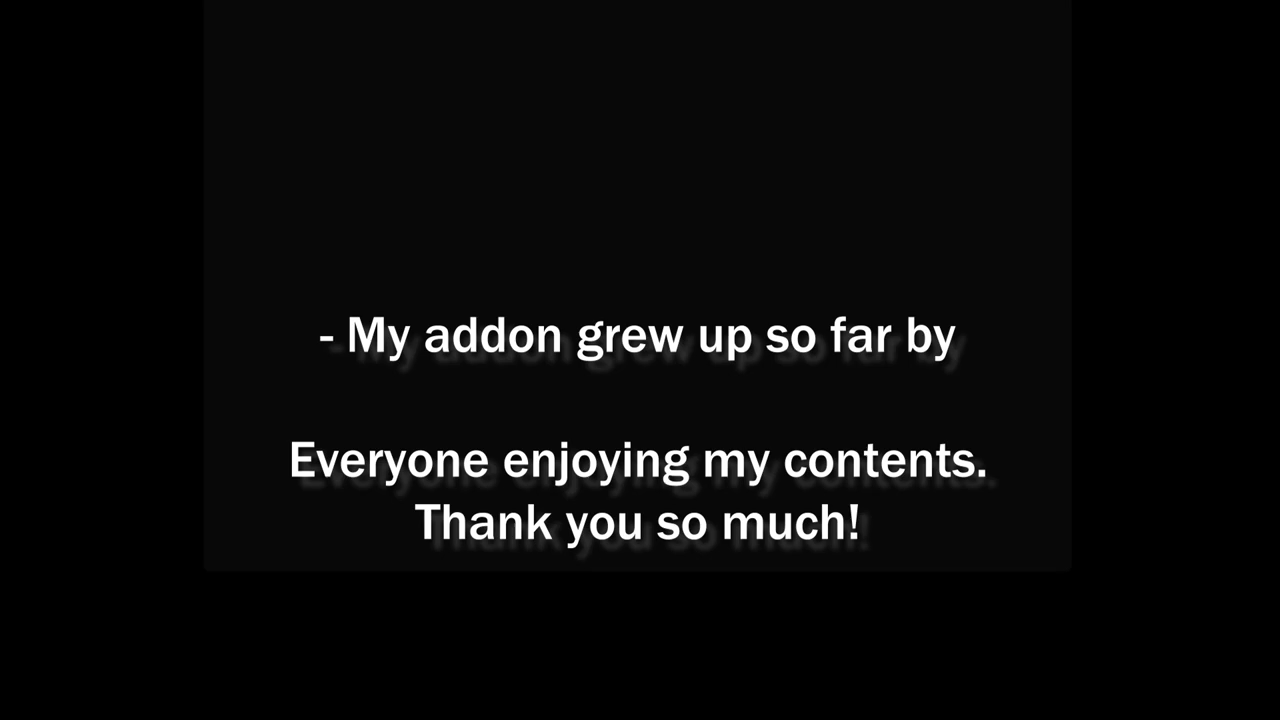 - My addon grew up so far by
Everyone enjoying my contents.
Thank you so much!